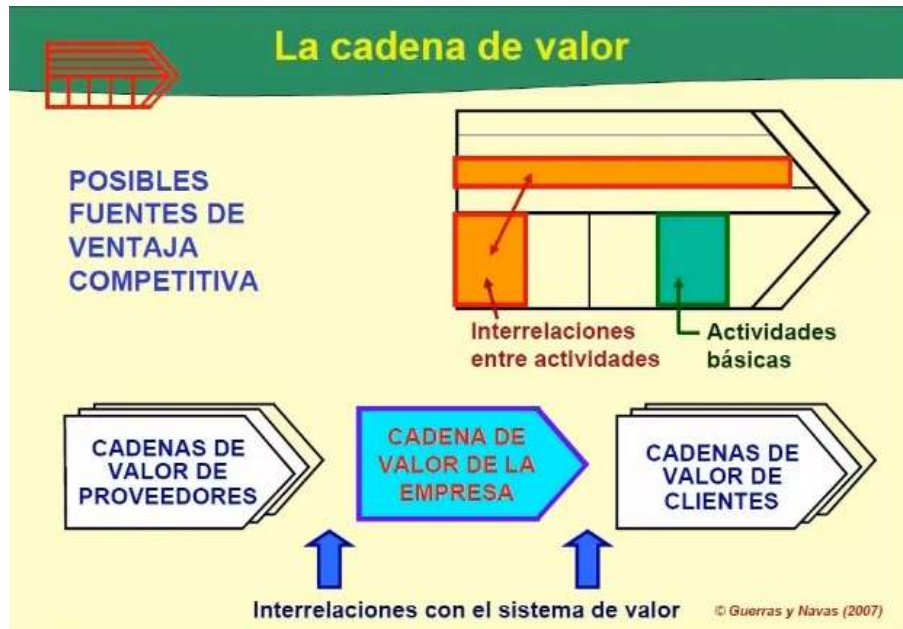 La cadena de valor
POSIBLES
FUENTES DE
VENTAJA
COMPETITIVA
Interrelaciones
entre actividades
Actividades
básicas
CADENAS DE
VALOR DE
PROVEEDORES
CADENA DE
VALOR DE LA
EMPRESA
CADENAS DE
VALOR DE
CLIENTES
Interrelaciones con el sistema de valor
© Guerras y Navas (2007)